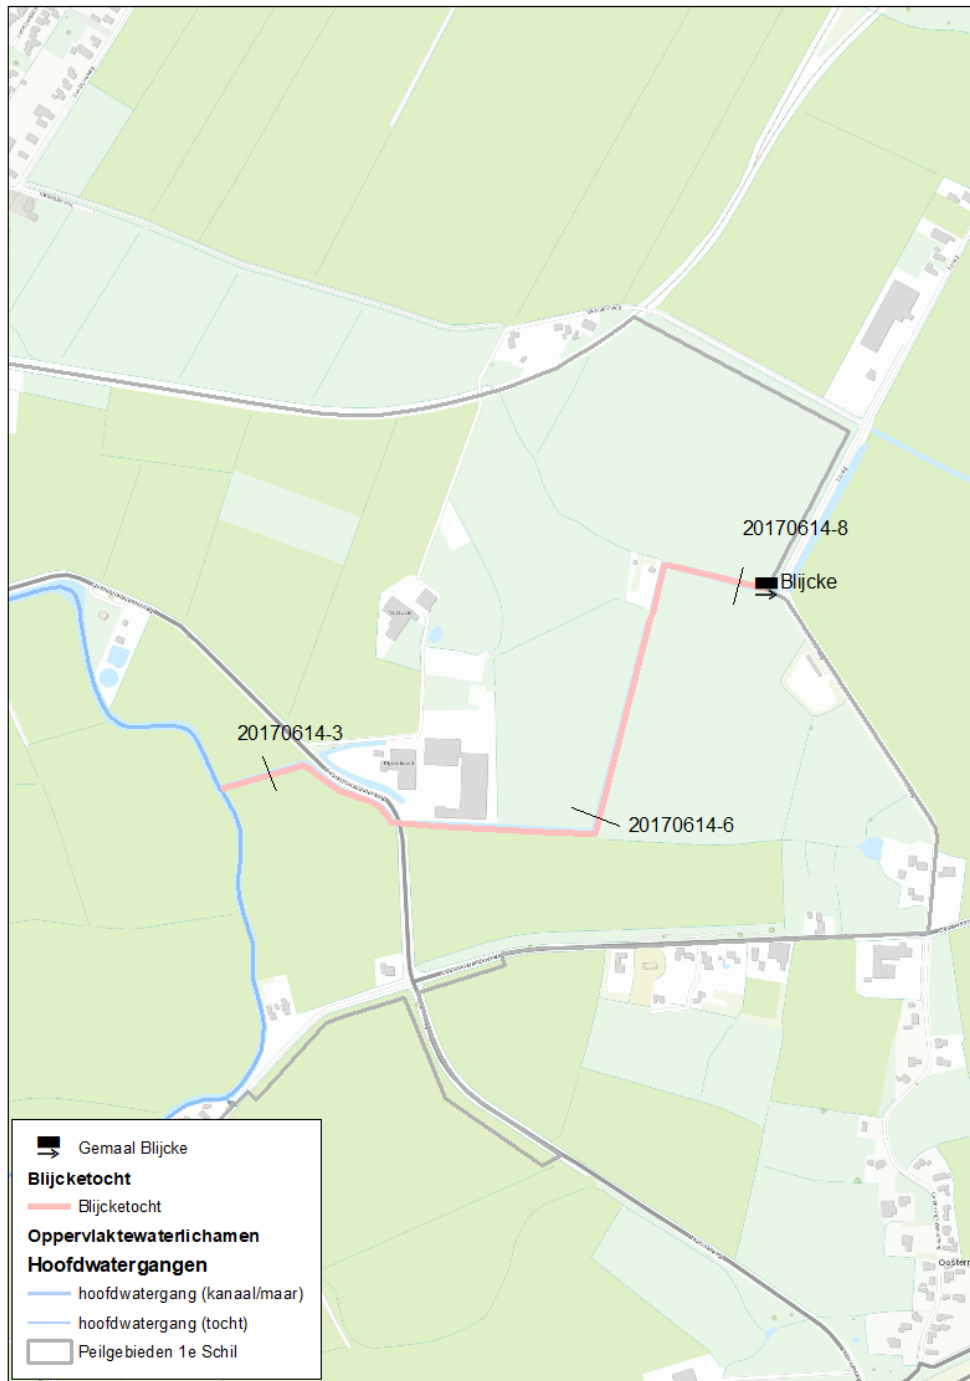 20170614-8
Blijcke
20170614-3
20170614-6
Gemaal Blijcke
Blijcketocht
Blijcketocht
Oppervlaktewaterlichamen
Hoofdwatergangen
hoofdwatergang (kanaal/maar)
hoofdwatergang (tocht)
Peilgebieden 1e Schil